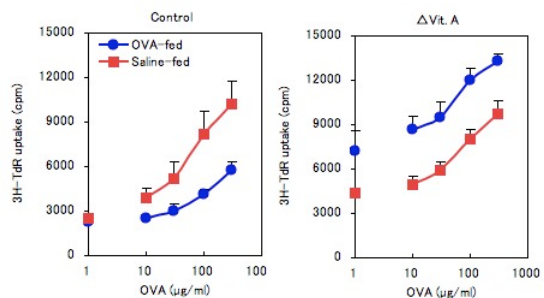 Control
OVA-fed
Saline-fed
3H-TdR uptake (cpm)
15000
12000
9000
6000
3000
0
1
10
100
1000
OVA (µg/ml)
△Vit. A
3H-TdR uptake (cpm)
15000
12000
9000
6000
3000
0
1
10
100
1000
OVA (µg/ml)